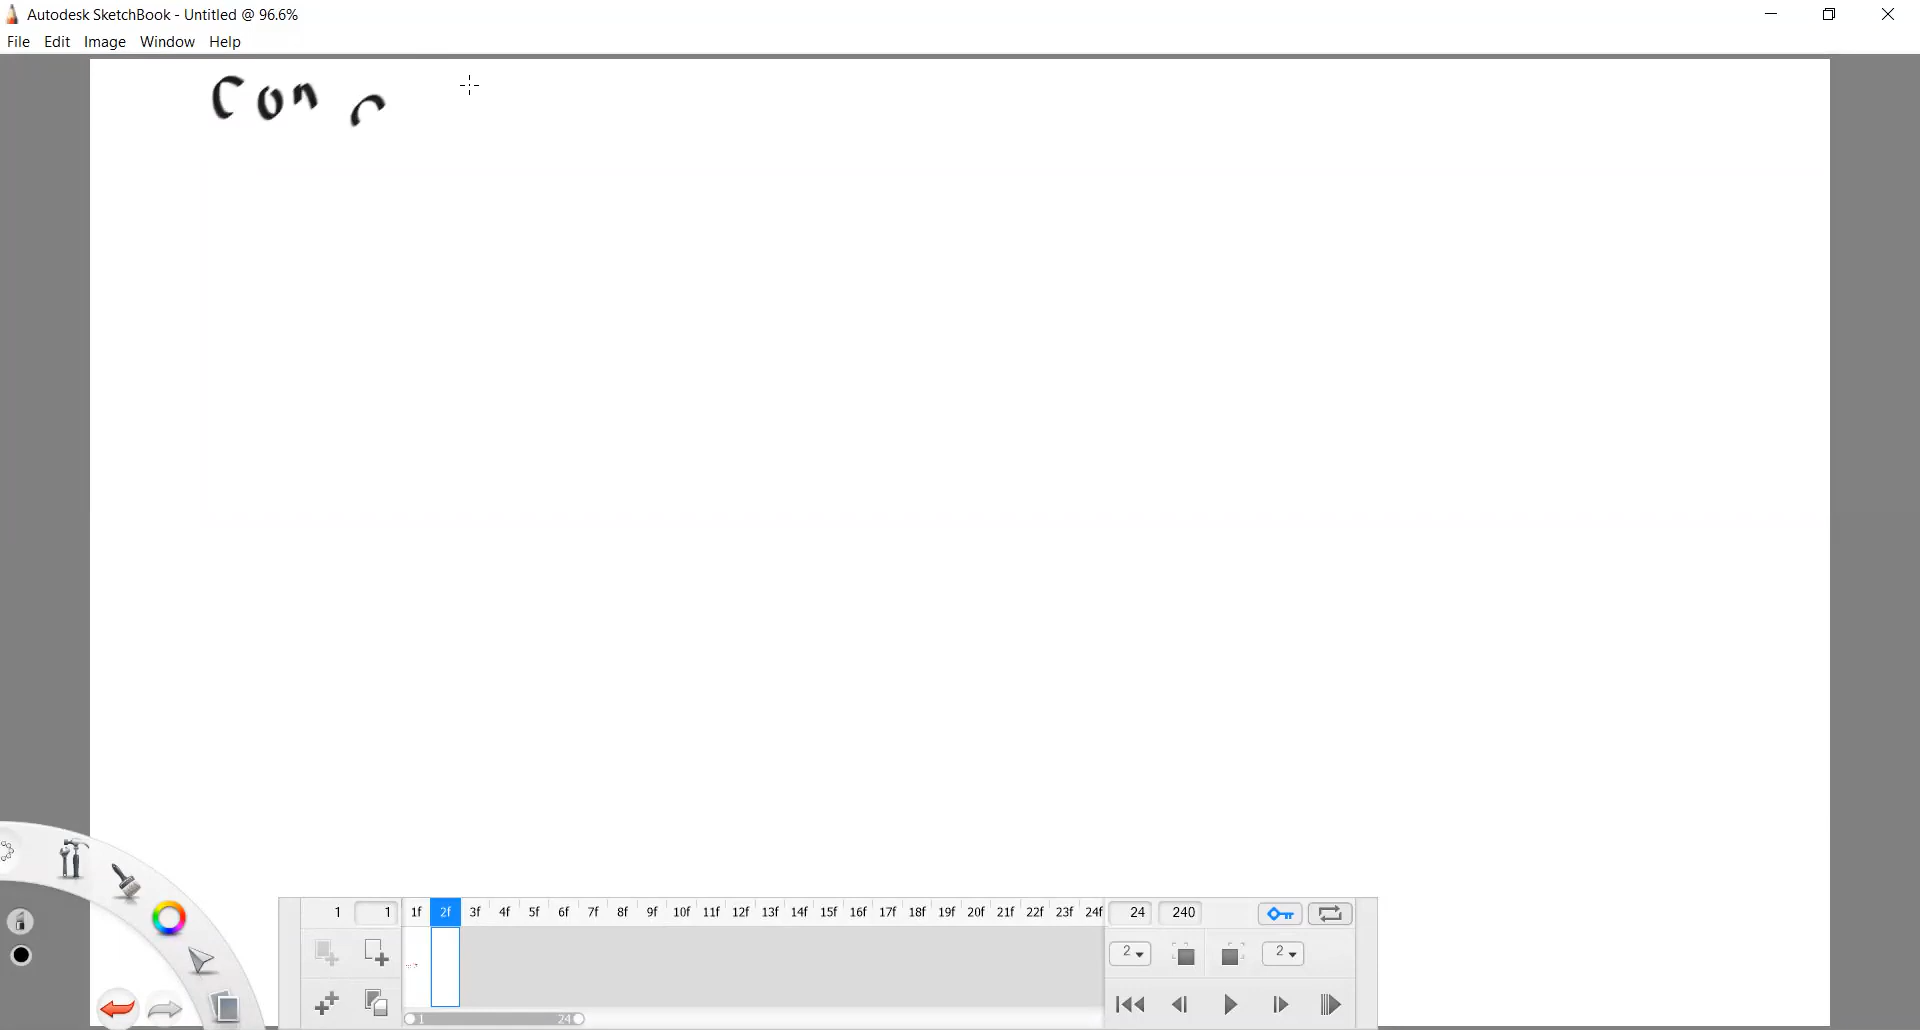 Autodesk SketchBook - Untitled @ 96.6%
File Edit Image Window Help
Con
1 1 1f 2f 3f 4f 5f 6f 7f 8f 9f 10f 11f 12f 13f 14f 15f 16f 17f 18f 19f 20f 21f 22f 23f 24f 24 240
2 2
1 24